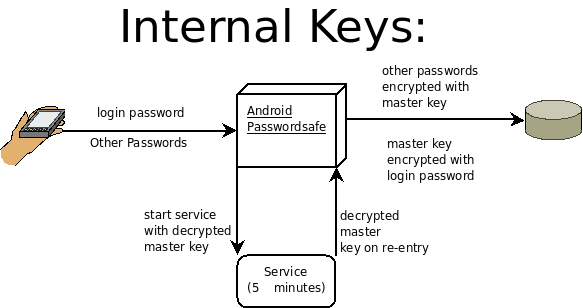 Internal Keys:
login password
Other Passwords
Android
Passwordsafe
other passwords
encrypted with
master key
master key
encrypted with
login password
start service
with decrypted
master key
decrypted
master
key on re-entry
Service
(5 minutes)